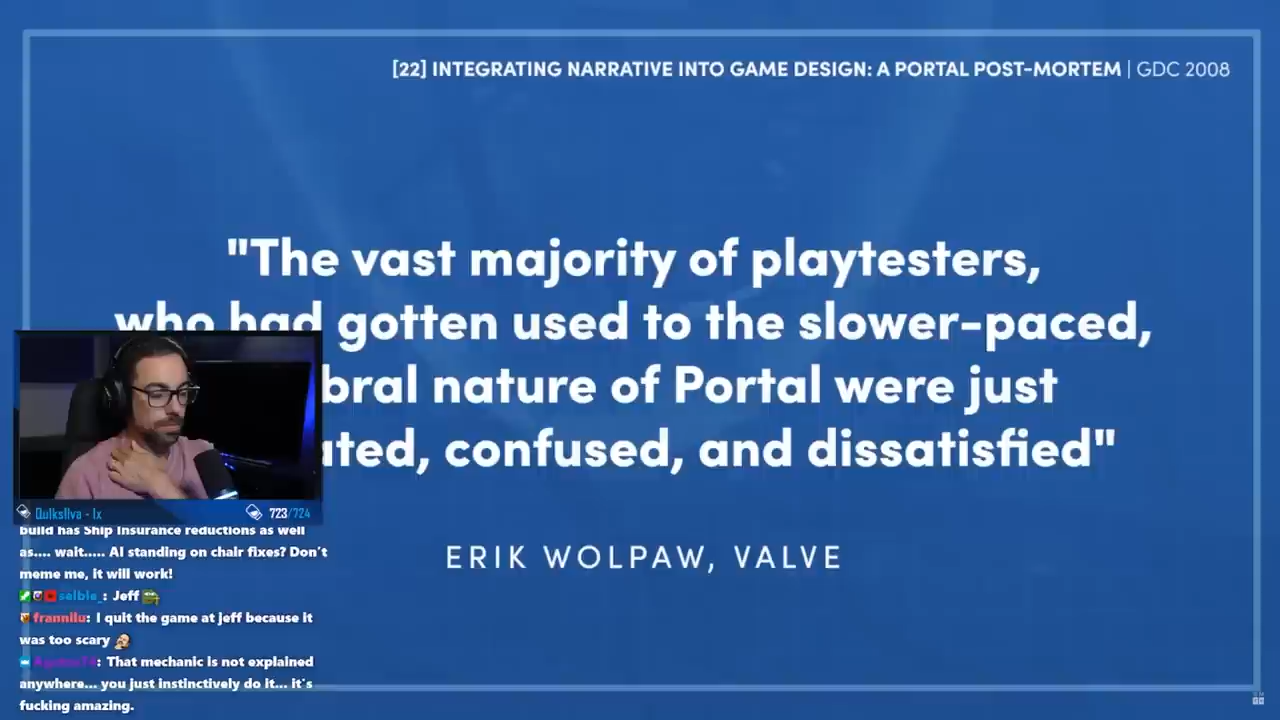 [22] INTEGRATING NARRATIVE INTO GAME DESIGN: A PORTAL POST-MORTEM | GDC 2008
"The vast majority of playtesters,
who had gotten used to the slower-paced,
bral nature of Portal were just
ated, confused, and dissatisfied"
ERIK WOLPAW, VALVE
723/724
build has Ship Insurance reductions as well
as.... wait..... AI standing on chair fixes? Don't
meme me, it will work!
selbie_: Jeff
frannilu: I quit the game at jeff because it
was too scary
: That mechanic is not explained
anywhere... you just instinctively do it... it's
fucking amazing.